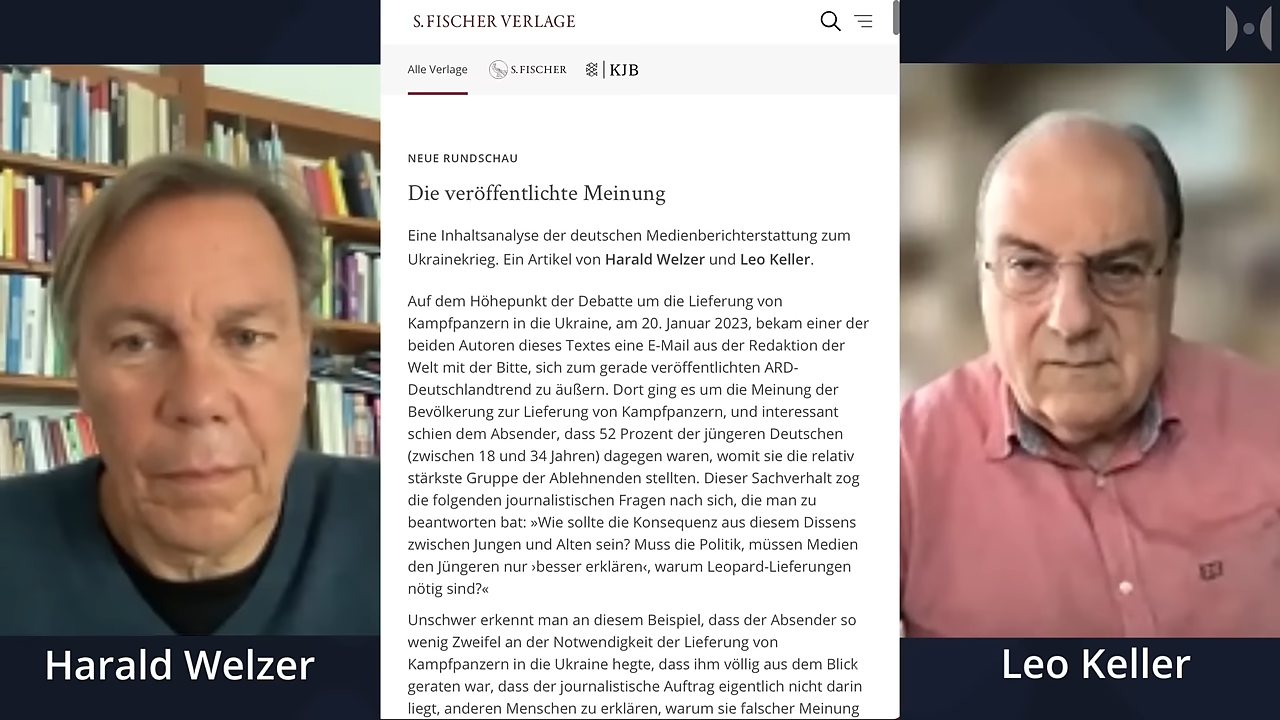 S. FISCHER VERLAGE
Alle Verlage
S. FISCHER
KJB
NEUE RUNDSCHAU
Die veröffentlichte Meinung
Eine Inhaltsanalyse der deutschen Medienberichterstattung zum
Ukrainekrieg. Ein Artikel von Harald Welzer und Leo Keller.
Auf dem Höhepunkt der Debatte um die Lieferung von
Kampfpanzern in die Ukraine, am 20. Januar 2023, bekam einer der
beiden Autoren dieses Textes eine E-Mail aus der Redaktion der
Welt mit der Bitte, sich zum gerade veröffentlichten ARD-
Deutschlandtrend zu äußern. Dort ging es um die Meinung der
Bevölkerung zur Lieferung von Kampfpanzern, und interessant
schien dem Absender, dass 52 Prozent der jüngeren Deutschen
(zwischen 18 und 34 Jahren) dagegen waren, womit sie die relativ
stärkste Gruppe der Ablehnenden stellten. Dieser Sachverhalt zog
die folgenden journalistischen Fragen nach sich, die man zu
beantworten bat: »Wie sollte die Konsequenz aus diesem Dissens
zwischen Jungen und Alten sein? Muss die Politik, müssen Medien
den Jüngeren nur ›besser erklären‹, warum Leopard-Lieferungen
nötig sind?«
Unschwer erkennt man an diesem Beispiel, dass der Absender so
wenig Zweifel an der Notwendigkeit der Lieferung von
Kampfpanzern in die Ukraine hegte, dass ihm völlig aus dem Blick
geraten war, dass der journalistische Auftrag eigentlich nicht darin
liegt, anderen Menschen zu erklären, warum sie falscher Meinung
Harald Welzer
Leo Keller